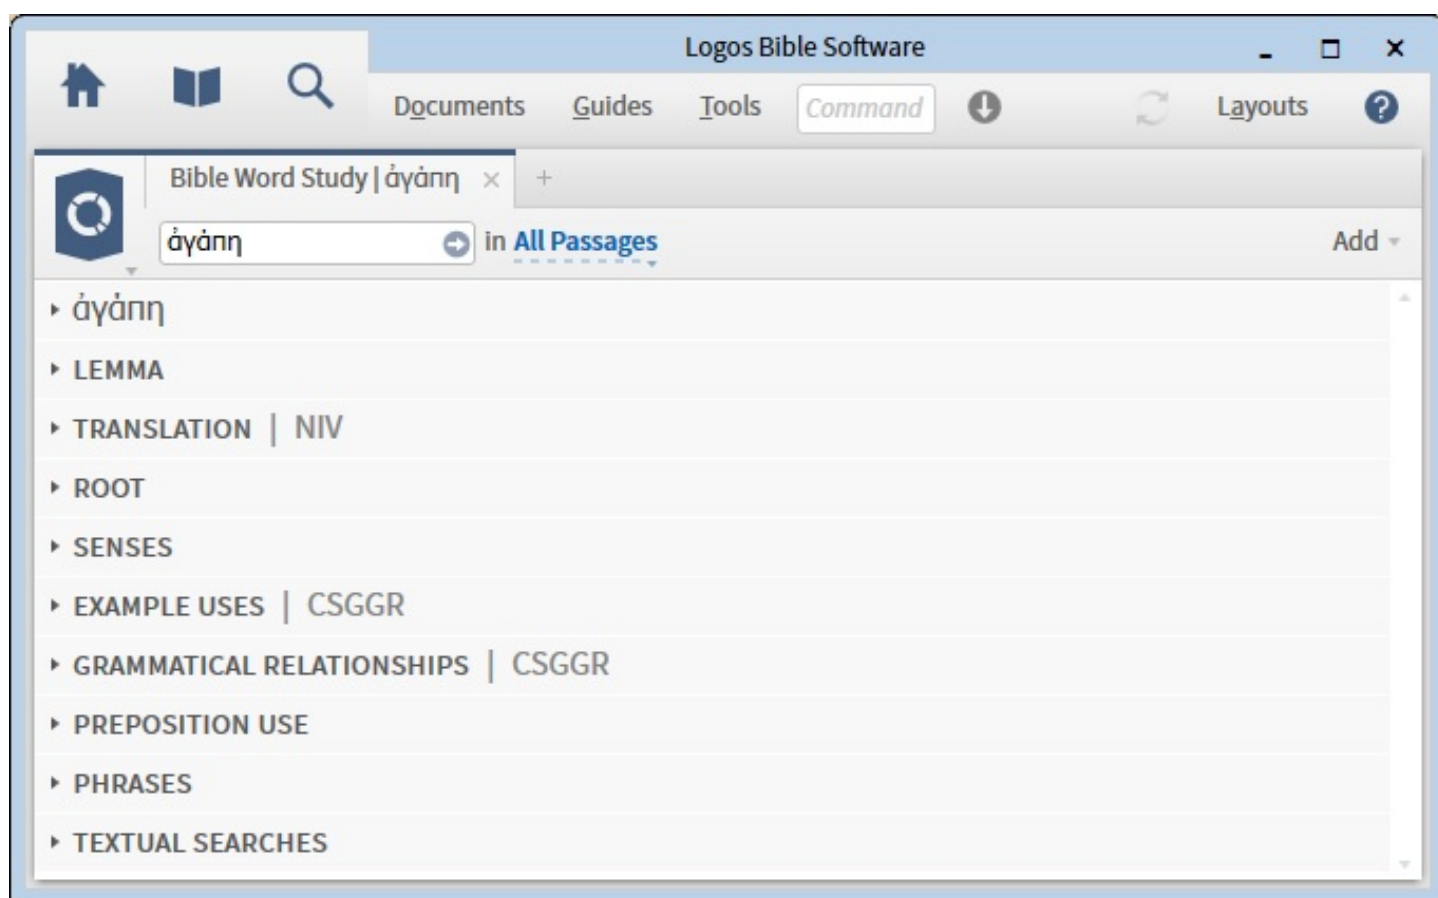 Logos Bible Software
Documents Guides Tools Command Layouts ?
Bible Word Study | ἀγάπη × +
ἀγάπη in All Passages Add
ἀγάπη
LEMMA
TRANSLATION | NIV
ROOT
SENSES
EXAMPLE USES | CSGGR
GRAMMATICAL RELATIONSHIPS | CSGGR
PREPOSITION USE
PHRASES
TEXTUAL SEARCHES